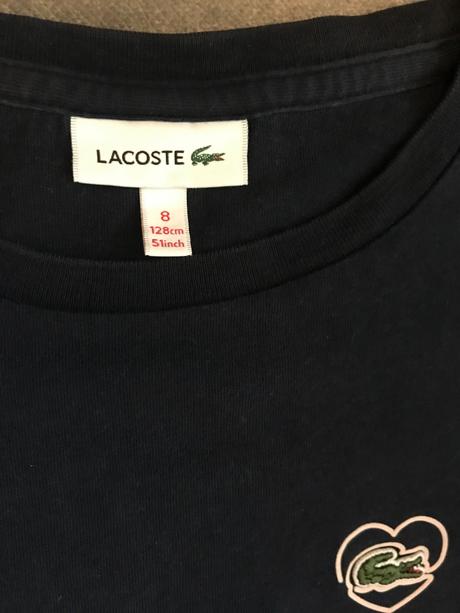 LACOSTE
8
128cm
51inch